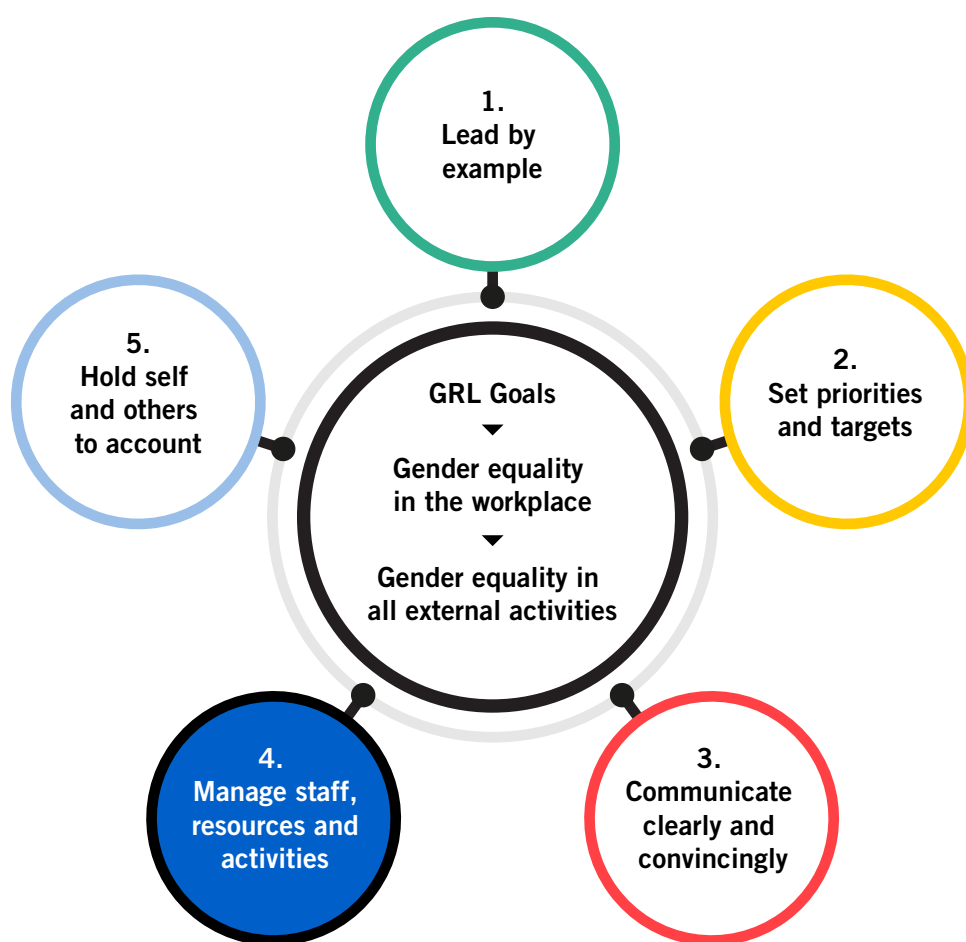 1.
Lead by
example
2.
Set priorities
and targets
3.
Communicate
clearly and
convincingly
4.
Manage staff,
resources and
activities
5.
Hold self
and others
to account
GRL Goals
Gender equality
in the workplace
Gender equality in
all external activities